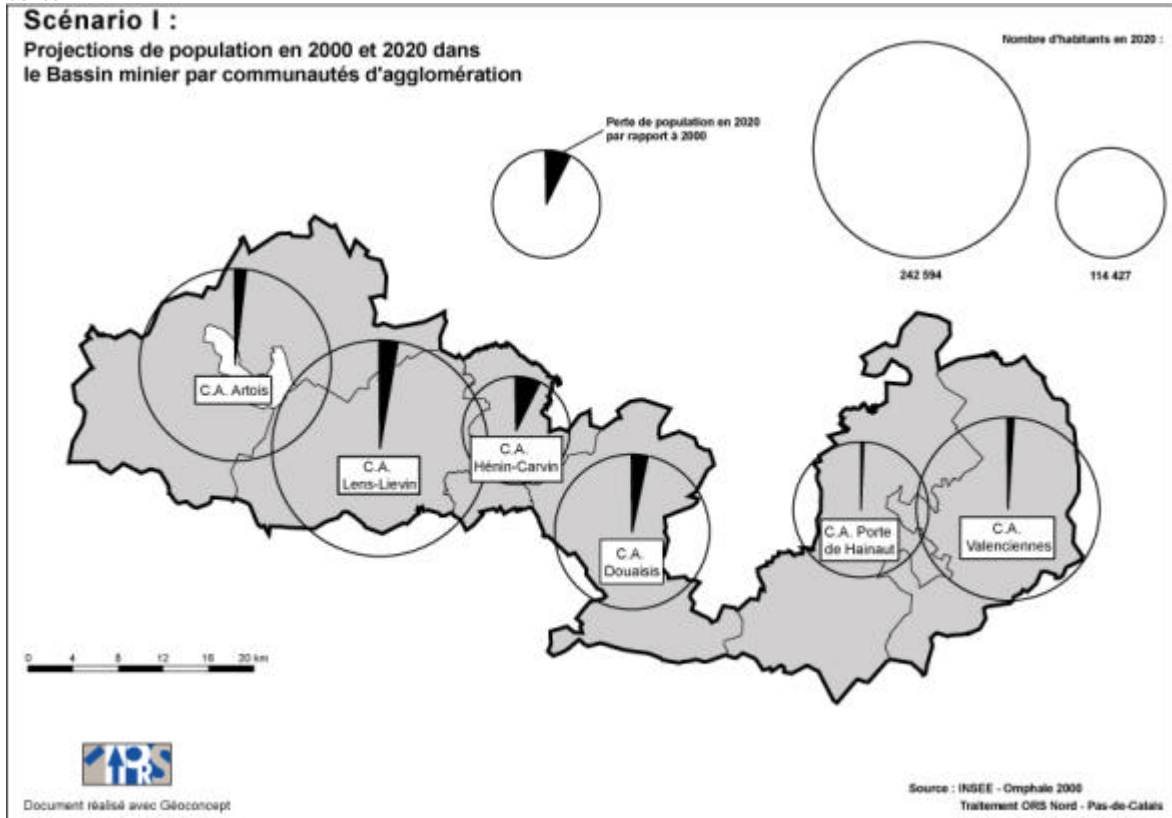 Scénario I :
Projections de population en 2000 et 2020 dans
le Bassin minier par communautés d'agglomération
Nombre d'habitants en 2020 :
Perte de population en 2020
par rapport à 2000
242 594
114 427
C.A. Artois
C.A.
Lens-Lievin
C.A.
Hénin-Carvin
C.A.
Douaisis
C.A. Porte
de Hainaut
C.A.
Valenciennes
0 4 8 12 16 20 km
ORS
Document réalisé avec Géoconcept
Source : INSEE - Omphale 2000
Traitement ORS Nord - Pas-de-Calais